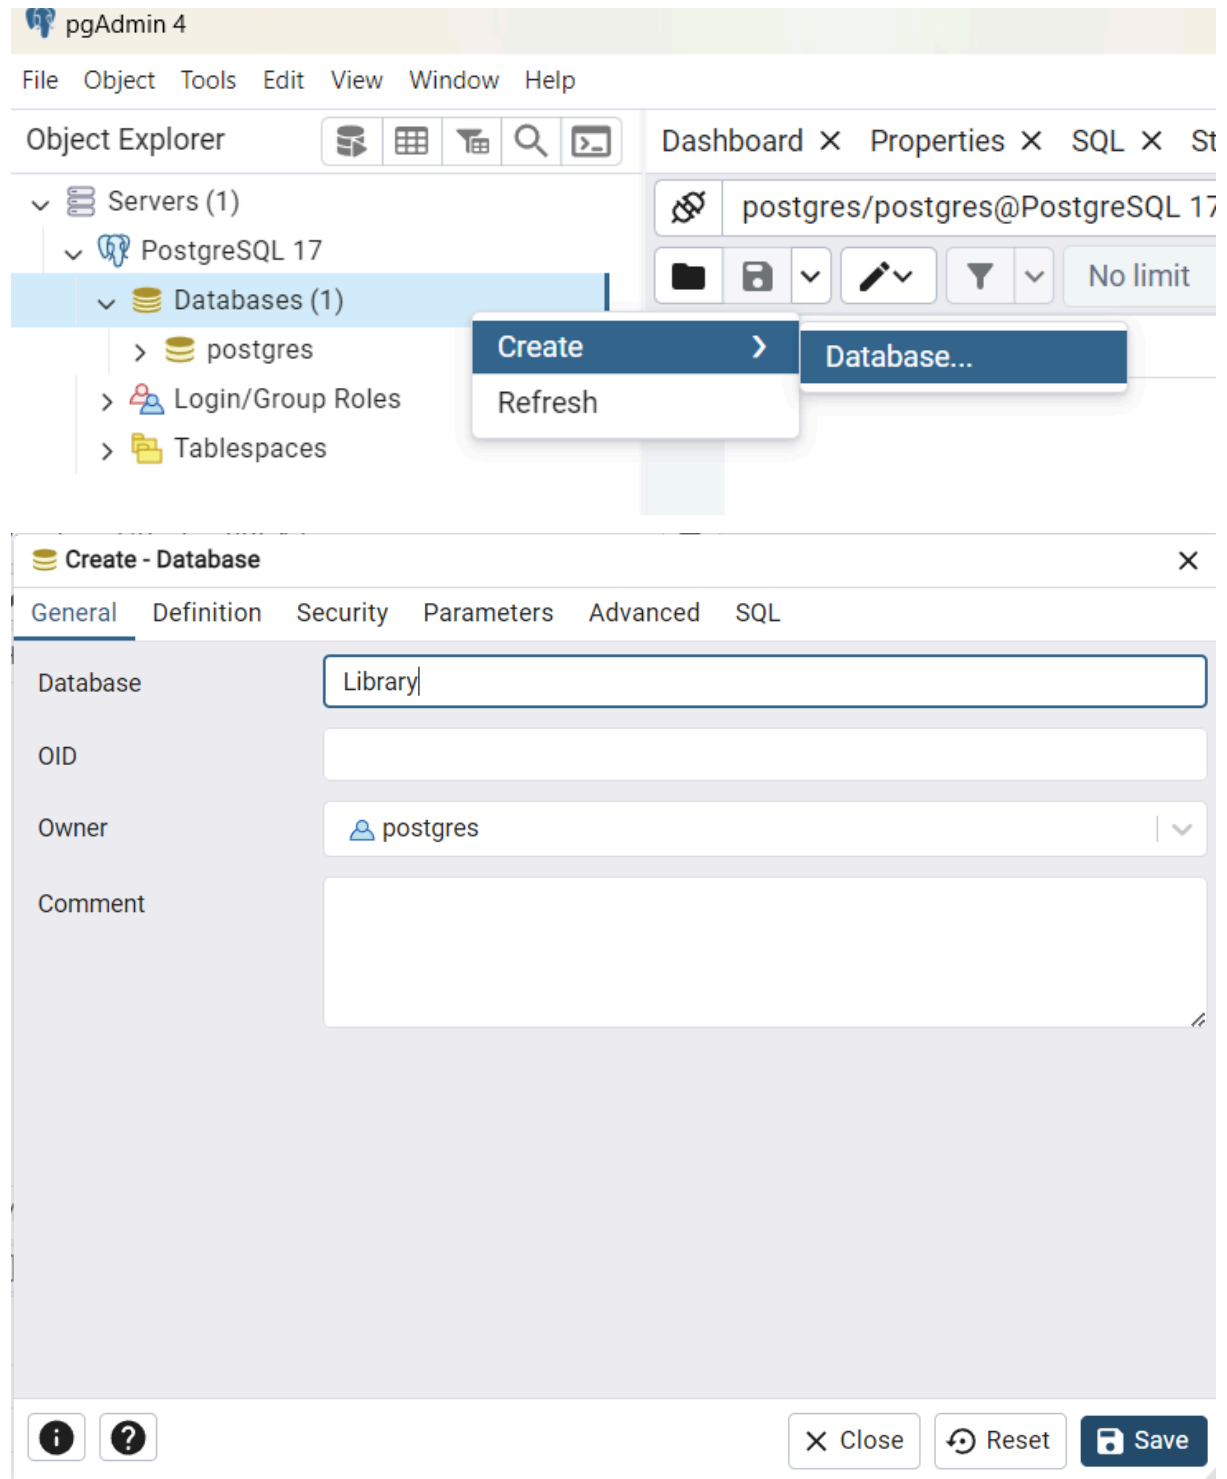 pgAdmin 4
File Object Tools Edit View Window Help
Object Explorer
Dashboard Properties SQL St
Servers (1)
postgres/postgres@PostgreSQL 17
PostgreSQL 17
No limit
Databases (1)
postgres
Create
Database...
Login/Group Roles
Refresh
Tablespaces
Create - Database
General Definition Security Parameters Advanced SQL
Database
Library
OID
Owner
postgres
Comment
Close Reset Save